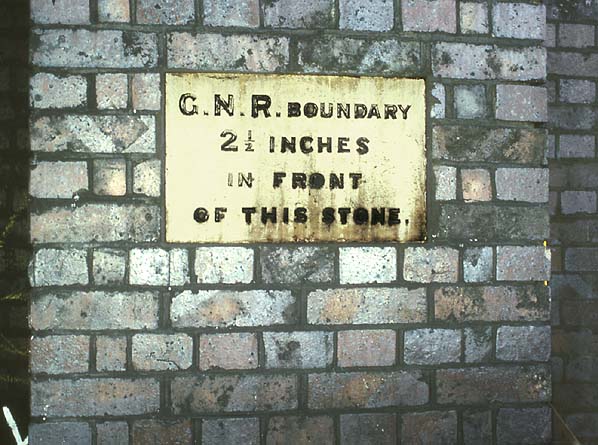 G.N.R. BOUNDARY
2½ INCHES
IN FRONT
OF THIS STONE.